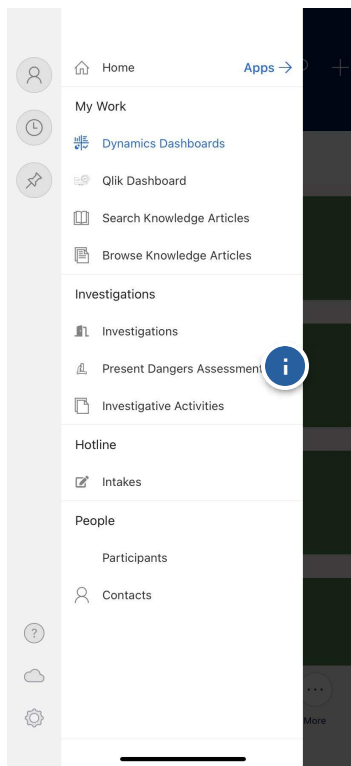 Home Apps →
My Work
Dynamics Dashboards
Qlik Dashboard
Search Knowledge Articles
Browse Knowledge Articles
Investigations
Investigations
Present Dangers Assessment
i
Investigative Activities
Hotline
Intakes
People
Participants
Contacts
?
More